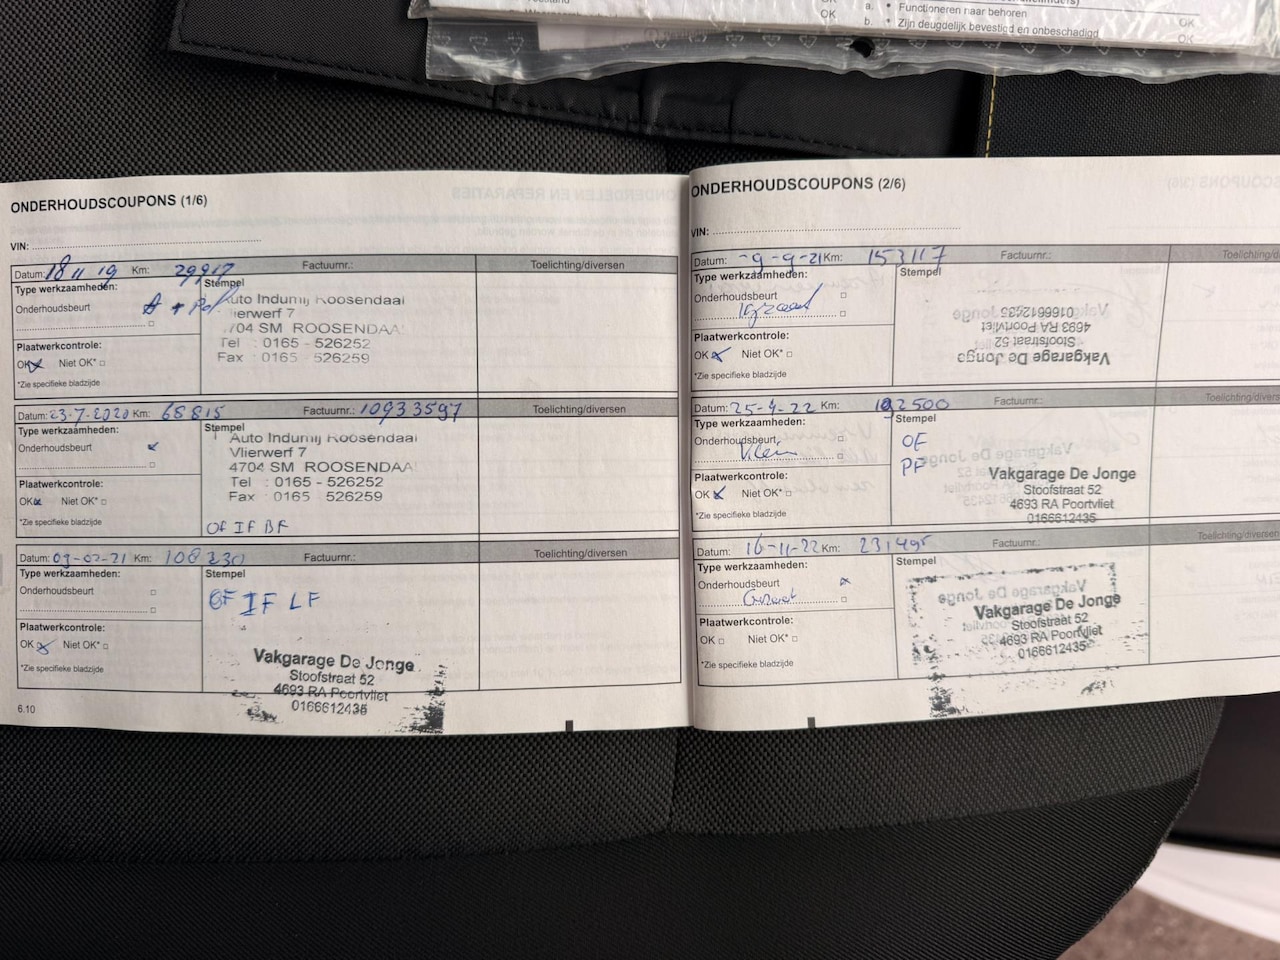 OK
a. • Functioneren naar behoren
OK
b. • Zijn deugdelijk bevestigd en onbeschadigd
OK
ONDERHOUDSCOUPONS (1/6)
VIN:
Datum: 18 11 19 Km: 29917 Factuurnr.: Toelichting/diversen
Type werkzaamheden:
Onderhoudsbeurt A + Pol
Stempel
Auto Indumij Roosendaal
Vlierwerf 7
4704 SM ROOSENDAAL
Tel : 0165 - 526252
Fax : 0165 - 526259
Plaatwerkcontrole:
OK Niet OK*
*Zie specifieke bladzijde
Datum: 23-7-2020 Km: 68815 Factuurnr.: 10933597 Toelichting/diversen
Type werkzaamheden:
Onderhoudsbeurt
Stempel
Auto Indumij Roosendaal
Vlierwerf 7
4704 SM ROOSENDAAL
Tel : 0165 - 526252
Fax : 0165 - 526259
OF IF BF
Plaatwerkcontrole:
OK Niet OK*
*Zie specifieke bladzijde
Datum: 03-02-21 Km: 108330 Factuurnr.: Toelichting/diversen
Type werkzaamheden:
Onderhoudsbeurt
Stempel
OF IF LF
Vakgarage De Jonge
Stoofstraat 52
4693 RA Poortvliet
0166612435
Plaatwerkcontrole:
OK Niet OK*
*Zie specifieke bladzijde
6.10
ONDERHOUDSCOUPONS (2/6)
VIN:
Datum: -9-9-21 Km: 153117 Factuurnr.:
Type werkzaamheden:
Onderhoudsbeurt
Stempel
Vakgarage De Jonge
Stoofstraat 52
4693 RA Poortvliet
0166612435
Plaatwerkcontrole:
OK Niet OK*
*Zie specifieke bladzijde
Datum: 25-4-22 Km: 192500 Factuurnr.:
Type werkzaamheden:
Onderhoudsbeurt
Klein
Stempel
OF
PF
Vakgarage De Jonge
Stoofstraat 52
4693 RA Poortvliet
0166612435
Plaatwerkcontrole:
OK Niet OK*
*Zie specifieke bladzijde
Datum: 16-11-22 Km: 231495 Factuurnr.:
Type werkzaamheden:
Onderhoudsbeurt
Groot
Stempel
Vakgarage De Jonge
Stoofstraat 52
4693 RA Poortvliet
0166612435
Plaatwerkcontrole:
OK Niet OK*
*Zie specifieke bladzijde